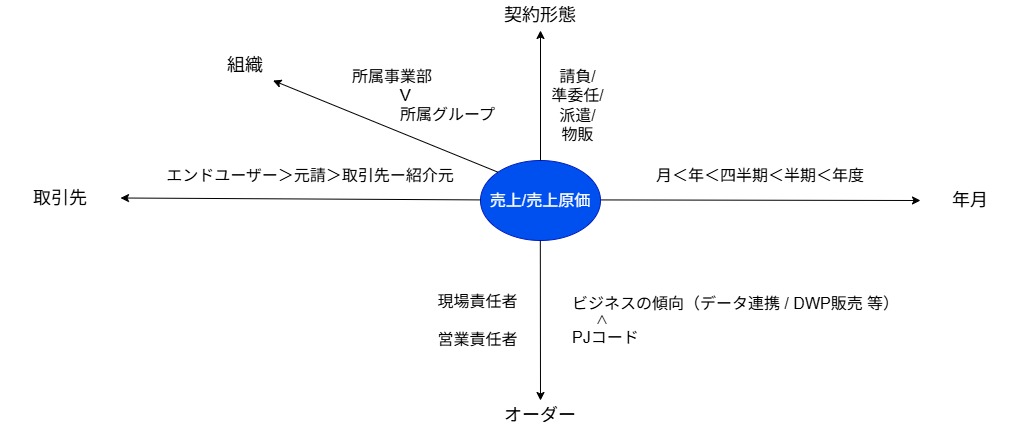 契約形態
組織
所属事業部
V
所属グループ
請負/
準委任/
派遣/
物販
エンドユーザー＞元請＞取引先ー紹介元
月＜年＜四半期＜半期＜年度
取引先
売上/売上原価
年月
現場責任者
営業責任者
ビジネスの傾向（データ連携 / DWP販売 等）
＾
PJコード
オーダー